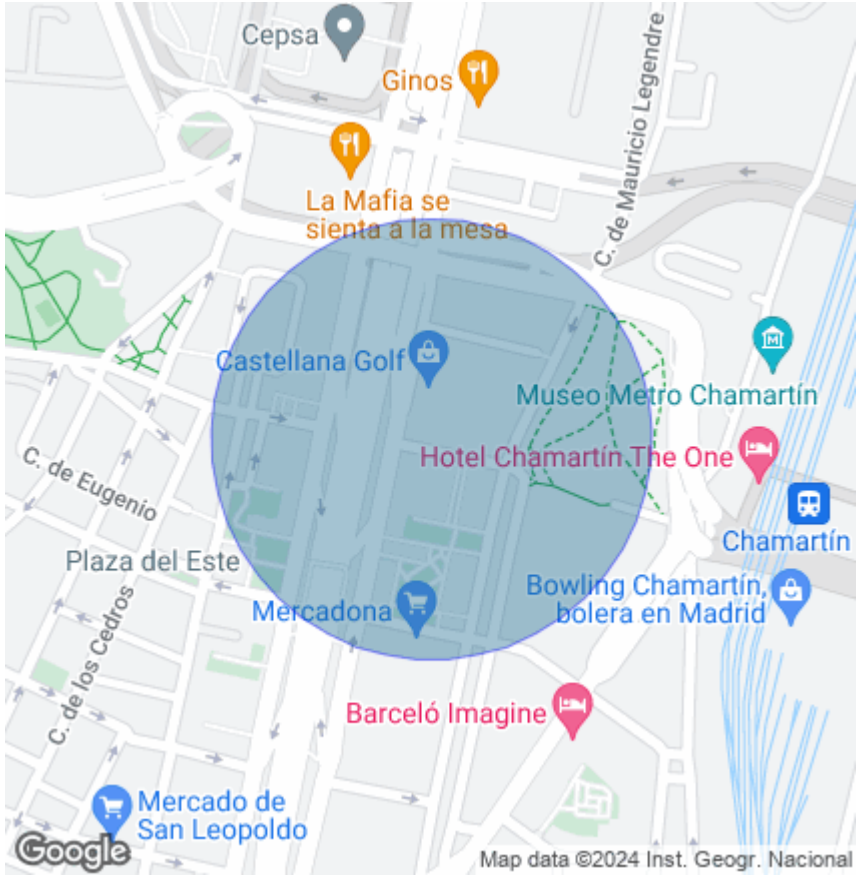 Cepsa
Ginos
C. de Mauricio Legendre
La Mafia se
sienta a la mesa
Castellana Golf
Museo Metro Chamartín
Hotel Chamartín The One
C. de Eugenio
Chamartín
Plaza del Este
Bowling Chamartín,
bolera en Madrid
Mercadona
C. de los Cedros
Barceló Imagine
Mercado de
San Leopoldo
Google
Map data ©2024 Inst. Geogr. Nacional